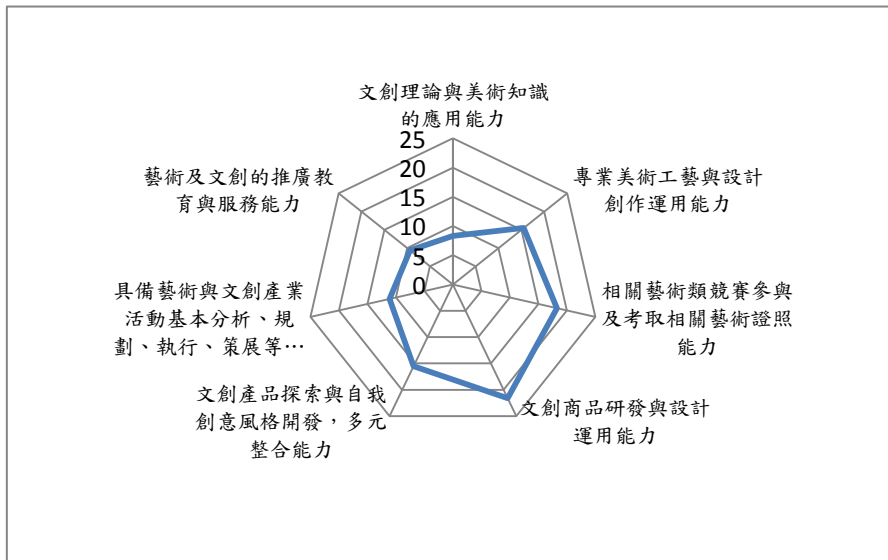 文創理論與美術知識
的應用能力
25
20
15
10
5
0
專業美術工藝與設計
創作運用能力
相關藝術類競賽參與
及考取相關藝術證照
能力
文創商品研發與設計
運用能力
文創產品探索與自我
創意風格開發，多元
整合能力
具備藝術與文創產業
活動基本分析、規
劃、執行、策展等…
藝術及文創的推廣教
育與服務能力